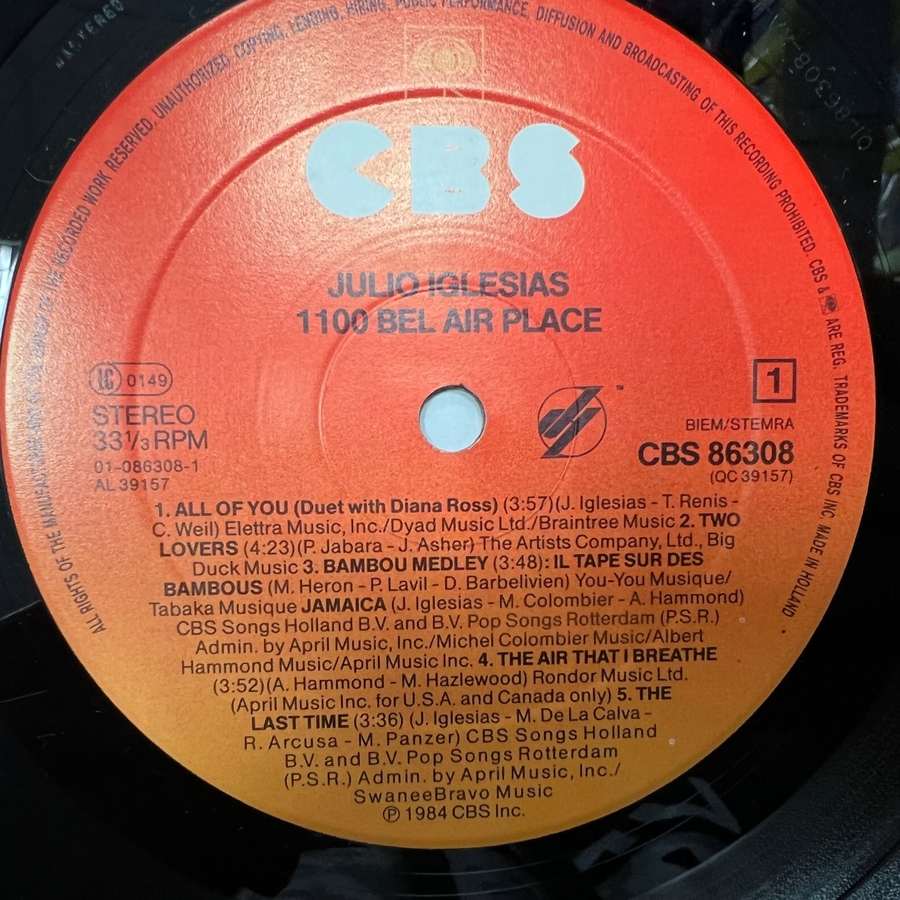 MASTERED
ALL RIGHTS OF THE MANUFACTURER AND OF THE OWNER OF THE RECORDED WORK RESERVED. UNAUTHORIZED COPYING, LENDING, HIRING, PUBLIC PERFORMANCE, DIFFUSION AND BROADCASTING OF THIS RECORDING PROHIBITED. CBS & ARE REG. TRADEMARKS OF CBS INC. MADE IN HOLLAND
CBS
JULIO IGLESIAS
1100 BEL AIR PLACE
LC 0149
STEREO
33 1/3 RPM
01-086308-1
AL 39157
™
1
BIEM/STEMRA
CBS 86308
(QC 39157)
1. ALL OF YOU (Duet with Diana Ross) (3:57)(J. Iglesias - T. Renis -
C. Weil) Elettra Music, Inc./Dyad Music Ltd./Braintree Music 2. TWO
LOVERS (4:23)(P. Jabara - J. Asher) The Artists Company, Ltd., Big
Duck Music 3. BAMBOU MEDLEY (3:48): IL TAPE SUR DES
BAMBOUS (M. Heron - P. Lavil - D. Barbelivien) You-You Musique/
Tabaka Musique JAMAICA (J. Iglesias - M. Colombier - A. Hammond)
CBS Songs Holland B.V. and B.V. Pop Songs Rotterdam (P.S.R.)
Admin. by April Music, Inc./Michel Colombier Music/Albert
Hammond Music/April Music Inc. 4. THE AIR THAT I BREATHE
(3:52)(A. Hammond - M. Hazlewood) Rondor Music Ltd.
(April Music Inc. for U.S.A. and Canada only) 5. THE
LAST TIME (3:36) (J. Iglesias - M. De La Calva -
R. Arcusa - M. Panzer) CBS Songs Holland
B.V. and B.V. Pop Songs Rotterdam
(P.S.R.) Admin. by April Music, Inc./
SwaneeBravo Music
℗ 1984 CBS Inc.